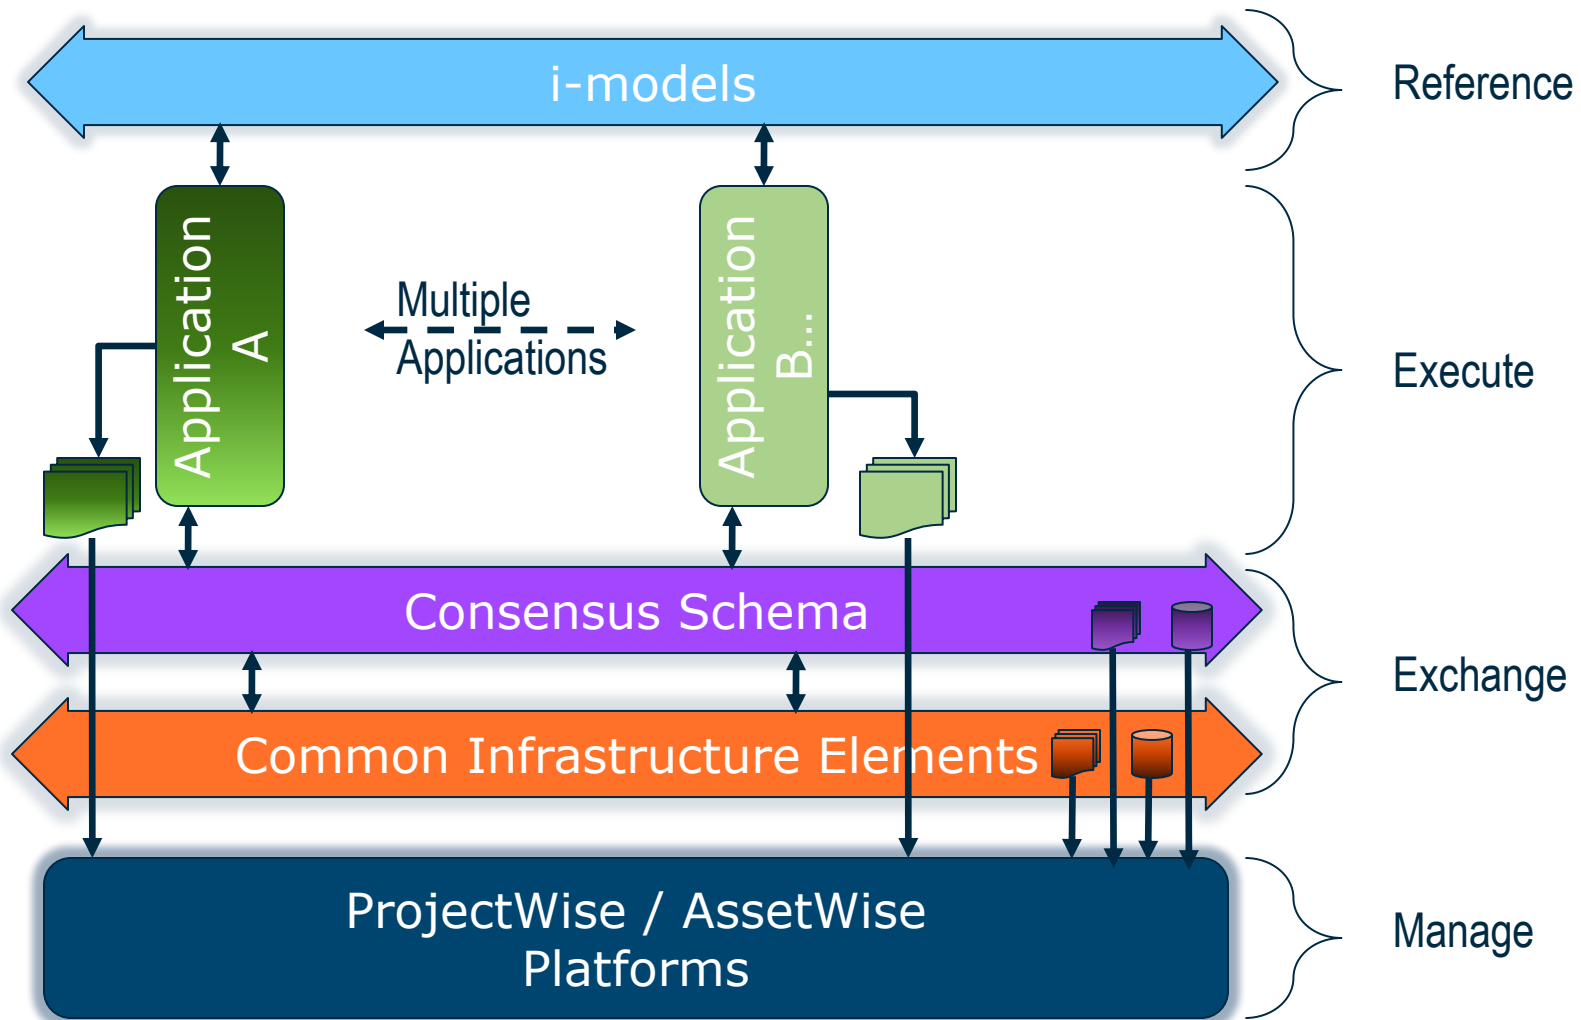 i-models
Reference
Application
A
Multiple
Applications
Application
B...
Execute
Consensus Schema
Exchange
Common Infrastructure Elements
ProjectWise / AssetWise
Platforms
Manage